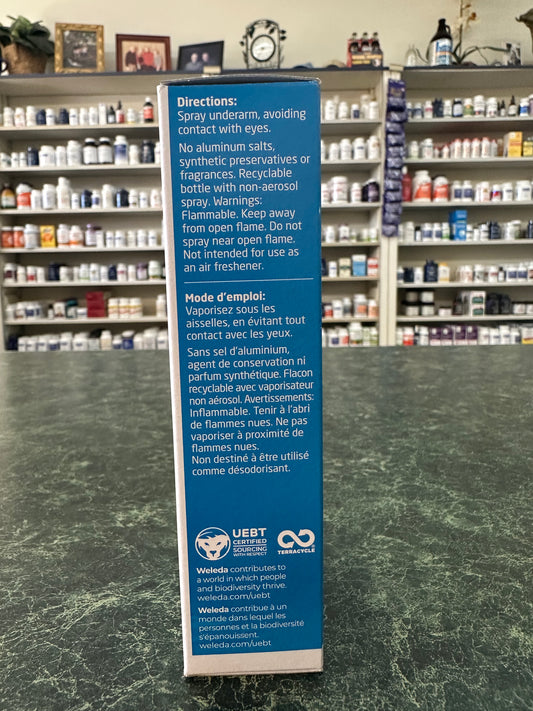 Directions:
Spray underarm, avoiding
contact with eyes.
No aluminum salts,
synthetic preservatives or
fragrances. Recyclable
bottle with non-aerosol
spray. Warnings:
Flammable. Keep away
from open flame. Do not
spray near open flame.
Not intended for use as
an air freshener.
Mode d'emploi:
Vaporisez sous les
aisselles, en évitant tout
contact avec les yeux.
Sans sel d'aluminium,
agent de conservation ni
parfum synthétique. Flacon
recyclable avec vaporisateur
non aérosol. Avertissements:
Inflammable. Tenir à l'abri
de flammes nues. Ne pas
vaporiser à proximité de
flammes nues.
Non destiné à être utilisé
comme désodorisant.
UEBT
CERTIFIED
SOURCING
WITH RESPECT
TERRACYCLE
Weleda contributes to
a world in which people
and biodiversity thrive.
weleda.com/uebt
Weleda contribue à un
monde dans lequel les
personnes et la biodiversité
s'épanouissent.
weleda.com/uebt